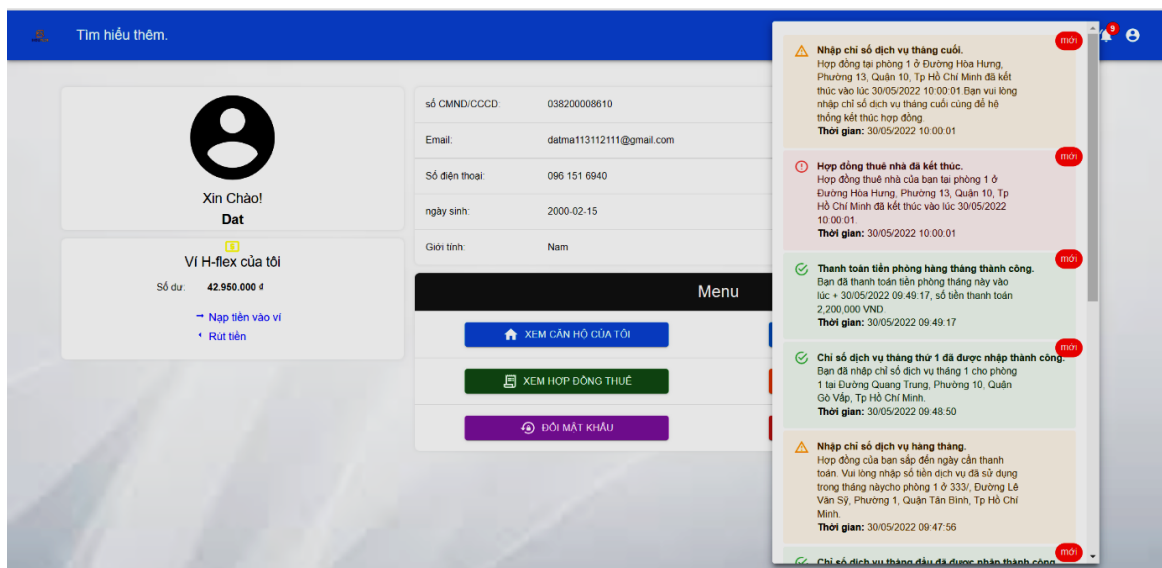 Tìm hiểu thêm.
9
Xin Chào!
Dat
Ví H-flex của tôi
Số dư: 42.950.000 đ
Nạp tiền vào ví
Rút tiền
số CMND/CCCD: 038200008610
Email: datma113112111@gmail.com
Số điện thoại: 096 151 6940
ngày sinh: 2000-02-15
Giới tính: Nam
Menu
XEM CĂN HỘ CỦA TÔI
XEM HỢP ĐỒNG THUÊ
ĐỔI MẬT KHẨU
mới
Nhập chỉ số dịch vụ tháng cuối.
Hợp đồng tại phòng 1 ở Đường Hòa Hưng,
Phường 13, Quận 10, Tp Hồ Chí Minh đã kết
thúc vào lúc 30/05/2022 10:00:01.Bạn vui lòng
nhập chỉ số dịch vụ tháng cuối cùng để hệ
thống kết thúc hợp đồng.
Thời gian: 30/05/2022 10:00:01
mới
Hợp đồng thuê nhà đã kết thúc.
Hợp đồng thuê nhà của bạn tại phòng 1 ở
Đường Hòa Hưng, Phường 13, Quận 10, Tp
Hồ Chí Minh đã kết thúc vào lúc 30/05/2022
10:00:01.
Thời gian: 30/05/2022 10:00:01
mới
Thanh toán tiền phòng hàng tháng thành công.
Bạn đã thanh toán tiền phòng tháng này vào
lúc + 30/05/2022 09:49:17, số tiền thanh toán
2,200,000 VND.
Thời gian: 30/05/2022 09:49:17
mới
Chỉ số dịch vụ tháng thứ 1 đã được nhập thành công.
Bạn đã nhập chỉ số dịch vụ tháng 1 cho phòng
1 tại Đường Quang Trung, Phường 10, Quận
Gò Vấp, Tp Hồ Chí Minh.
Thời gian: 30/05/2022 09:48:50
Nhập chỉ số dịch vụ hàng tháng.
Hợp đồng của bạn sắp đến ngày cần thanh
toán. Vui lòng nhập số tiền dịch vụ đã sử dụng
trong tháng nàycho phòng 1 ở 333/, Đường Lê
Văn Sỹ, Phường 1, Quận Tân Bình, Tp Hồ Chí
Minh.
Thời gian: 30/05/2022 09:47:56
mới
Chỉ số dịch vụ tháng đầu đã được nhập thành công